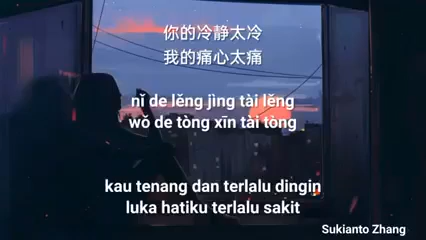 你的冷静太冷
我的痛心太痛
nǐ de lěng jìng tài lěng
wǒ de tòng xīn tài tòng
kau tenang dan terlalu dingin
luka hatiku terlalu sakit
Sukianto Zhang